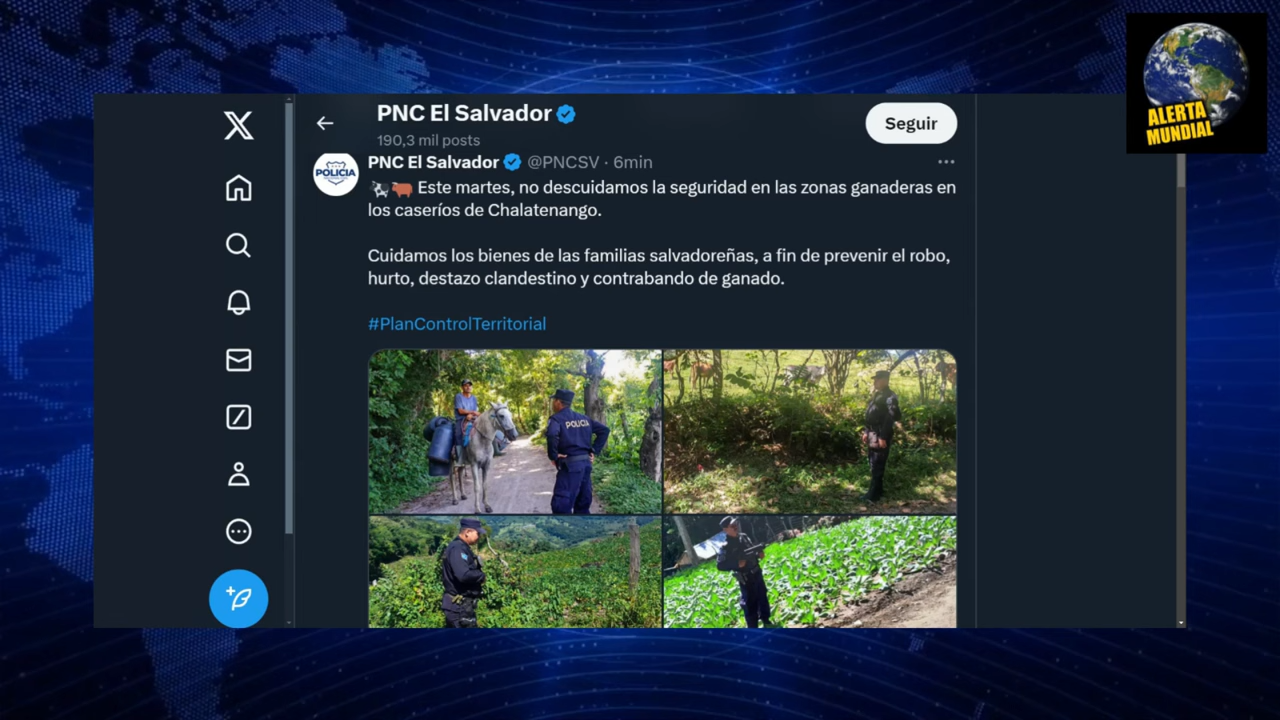 ALERTA
MUNDIAL
PNC El Salvador
190,3 mil posts
Seguir
POLICIA
PNC El Salvador @PNCSV · 6min
Este martes, no descuidamos la seguridad en las zonas ganaderas en
los caseríos de Chalatenango.
Cuidamos los bienes de las familias salvadoreñas, a fin de prevenir el robo,
hurto, destazo clandestino y contrabando de ganado.
#PlanControlTerritorial
POLICIA